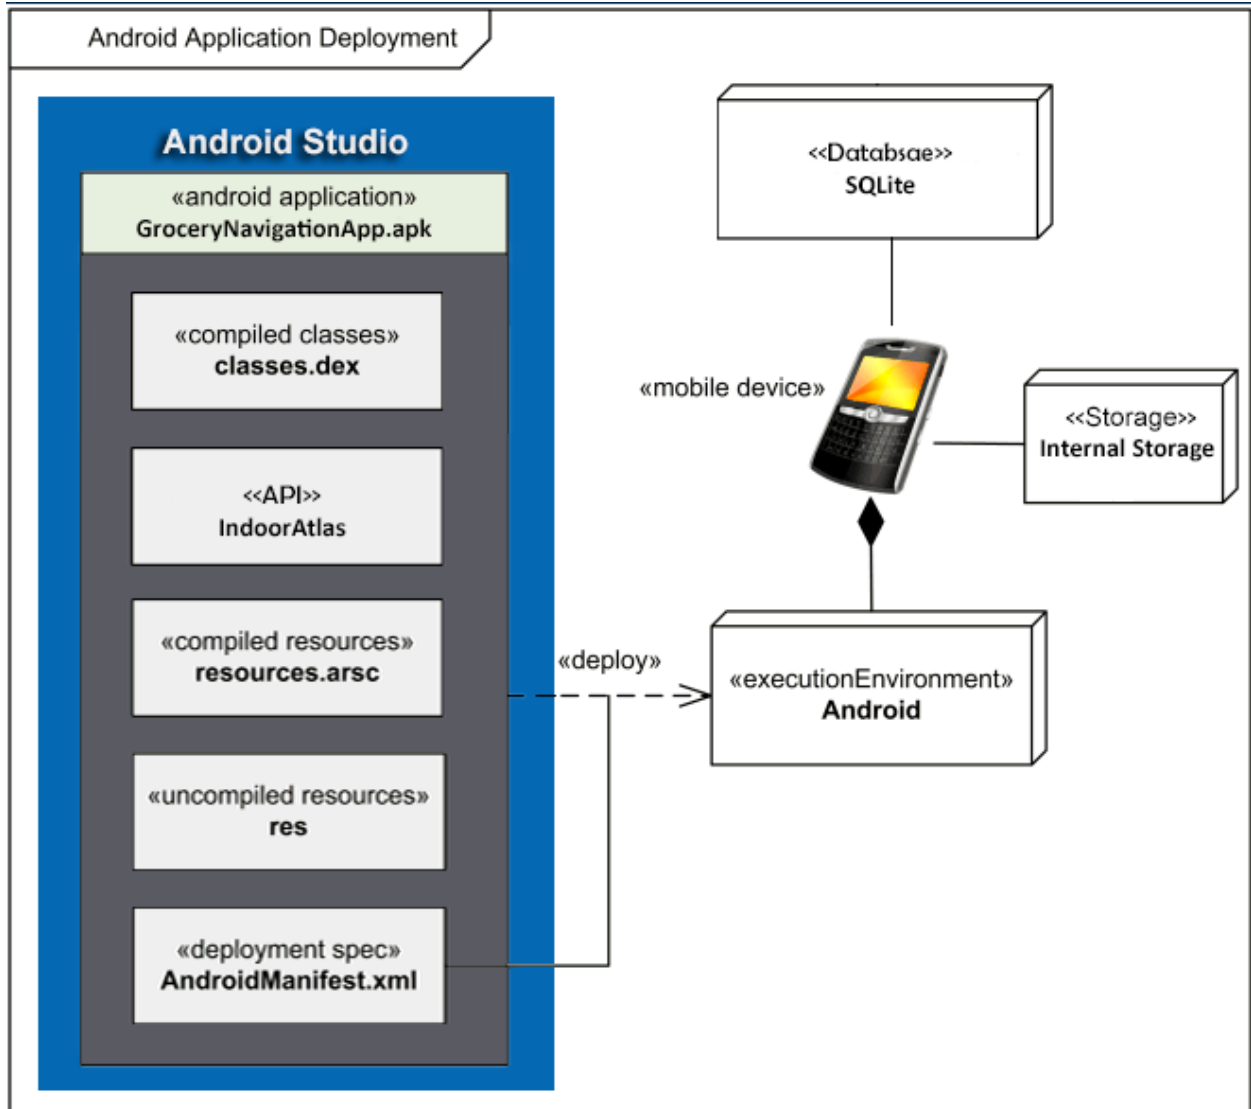 Android Application Deployment
Android Studio
«android application»
GroceryNavigationApp.apk
«compiled classes»
classes.dex
<<API>>
IndoorAtlas
«compiled resources»
resources.arsc
«uncompiled resources»
res
«deployment spec»
AndroidManifest.xml
«deploy»
<<Databsae>>
SQLite
«mobile device»
<<Storage>>
Internal Storage
«executionEnvironment»
Android